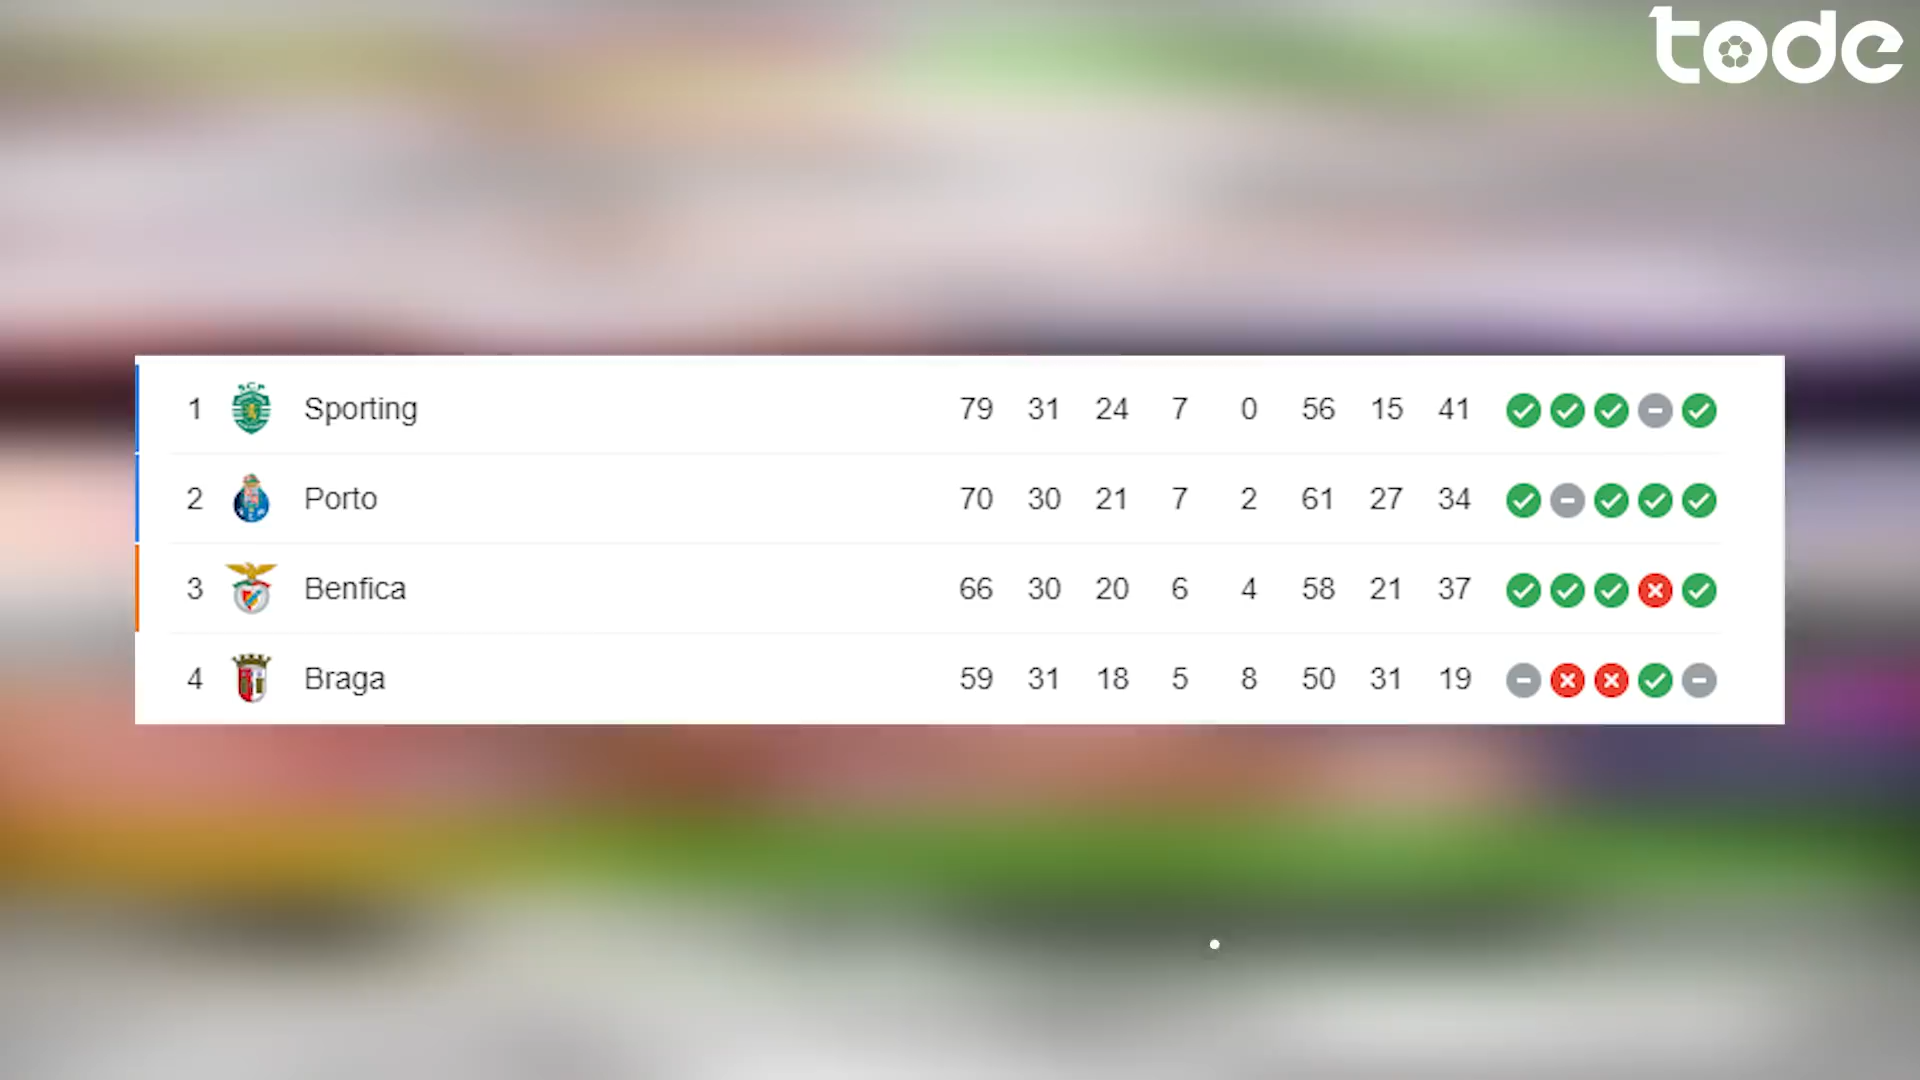 tode
1 Sporting 79 31 24 7 0 56 15 41
2 Porto 70 30 21 7 2 61 27 34
3 Benfica 66 30 20 6 4 58 21 37
4 Braga 59 31 18 5 8 50 31 19